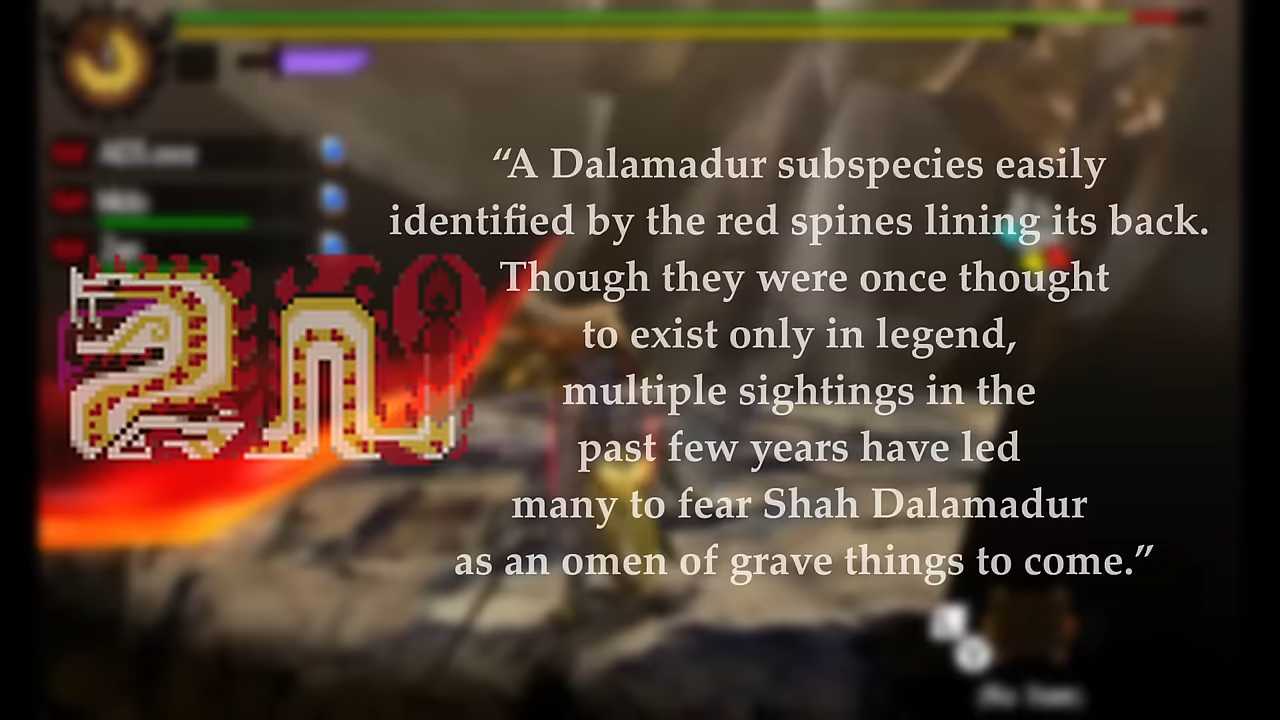 “A Dalamadur subspecies easily
identified by the red spines lining its back.
Though they were once thought
to exist only in legend,
multiple sightings in the
past few years have led
many to fear Shah Dalamadur
as an omen of grave things to come.”